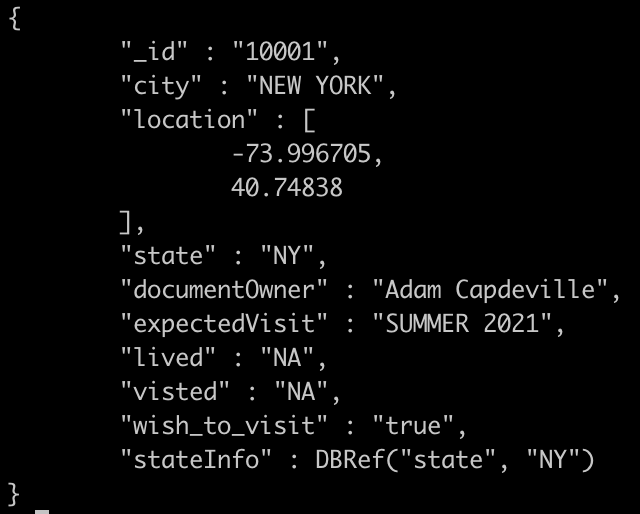 {
"_id" : "10001",
"city" : "NEW YORK",
"location" : [
-73.996705,
40.74838
],
"state" : "NY",
"documentOwner" : "Adam Capdeville",
"expectedVisit" : "SUMMER 2021",
"lived" : "NA",
"visted" : "NA",
"wish_to_visit" : "true",
"stateInfo" : DBRef("state", "NY")
}